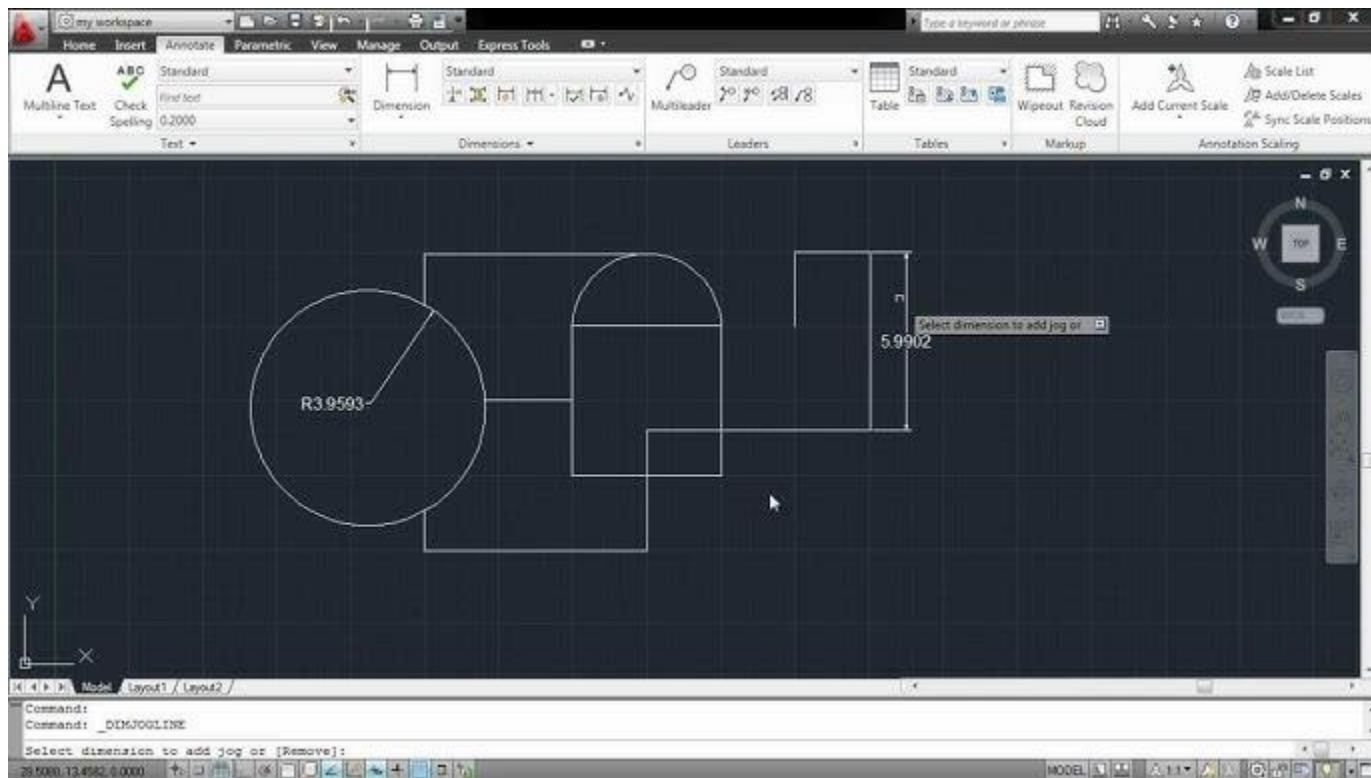 my workspace
Type a keyword or phrase
Home Insert Annotate Parametric View Manage Output Express Tools
A ABC Standard Standard Standard Standard Scale List
Find text
Multiline Text Check Spelling Dimension Multileader Table Wipeout Revision Cloud Add Current Scale Add/Delete Scales
0.2000 Sync Scale Positions
Text Dimensions Leaders Tables Markup Annotation Scaling
N
W TOP E
S
Select dimension to add jog or
5.9902
R3.9593
Y
X
Model Layout1 / Layout2 /
Command:
Command: _DIMJOGLINE
Select dimension to add jog or [Remove]:
MODEL 1:1